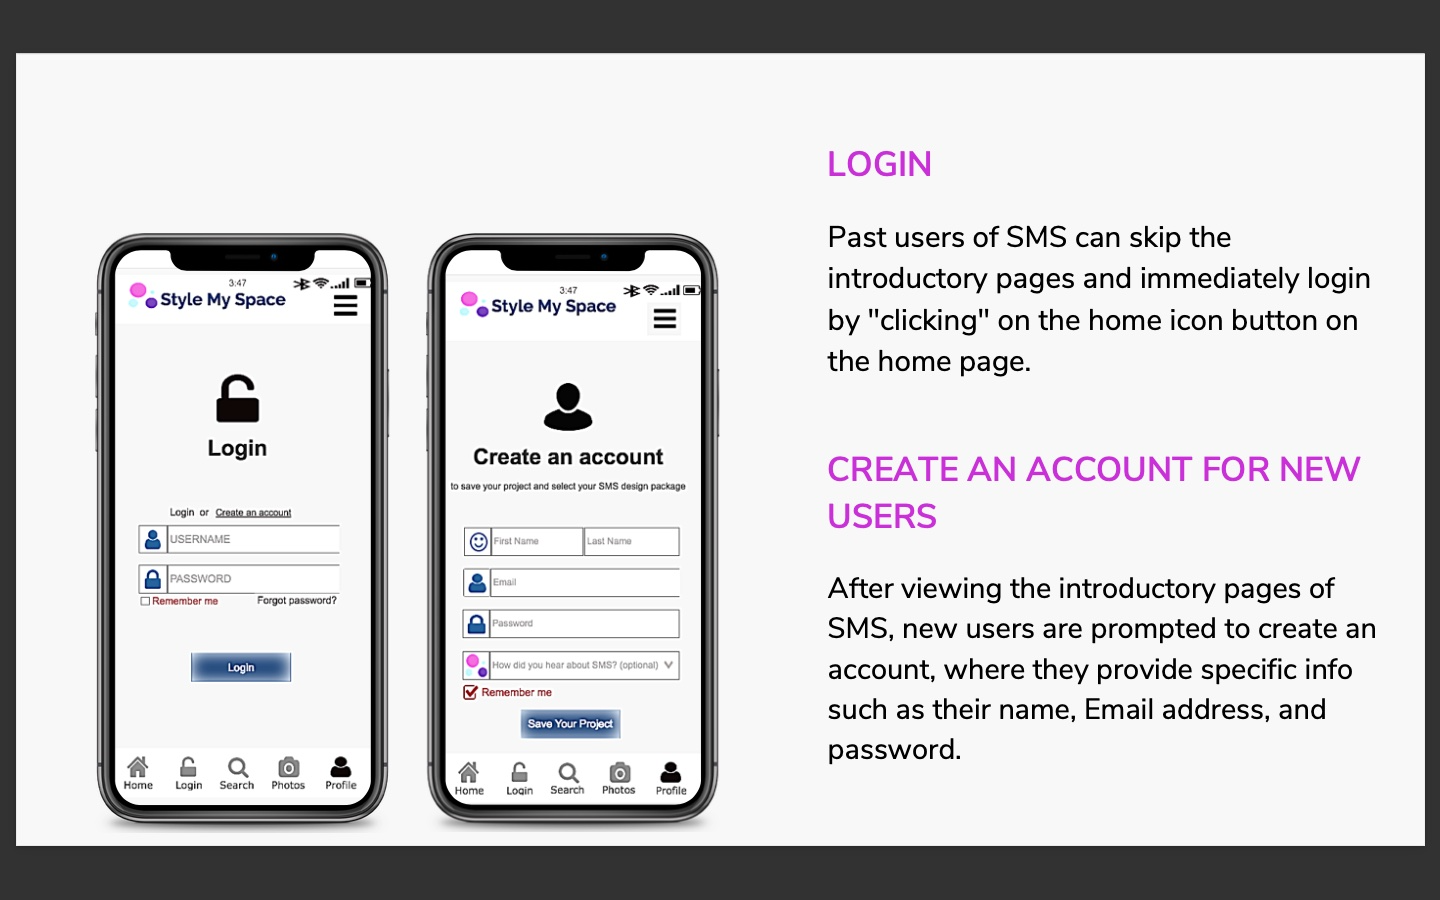 3:47
Style My Space
Login
Login or Create an account
USERNAME
PASSWORD
Remember me Forgot password?
Login
Home Login Search Photos Profile
3:47
Style My Space
Create an account
to save your project and select your SMS design package
First Name Last Name
Email
Password
How did you hear about SMS? (optional)
Remember me
Save Your Project
Home Login Search Photos Profile
LOGIN
Past users of SMS can skip the
introductory pages and immediately login
by "clicking" on the home icon button on
the home page.
CREATE AN ACCOUNT FOR NEW
USERS
After viewing the introductory pages of
SMS, new users are prompted to create an
account, where they provide specific info
such as their name, Email address, and
password.